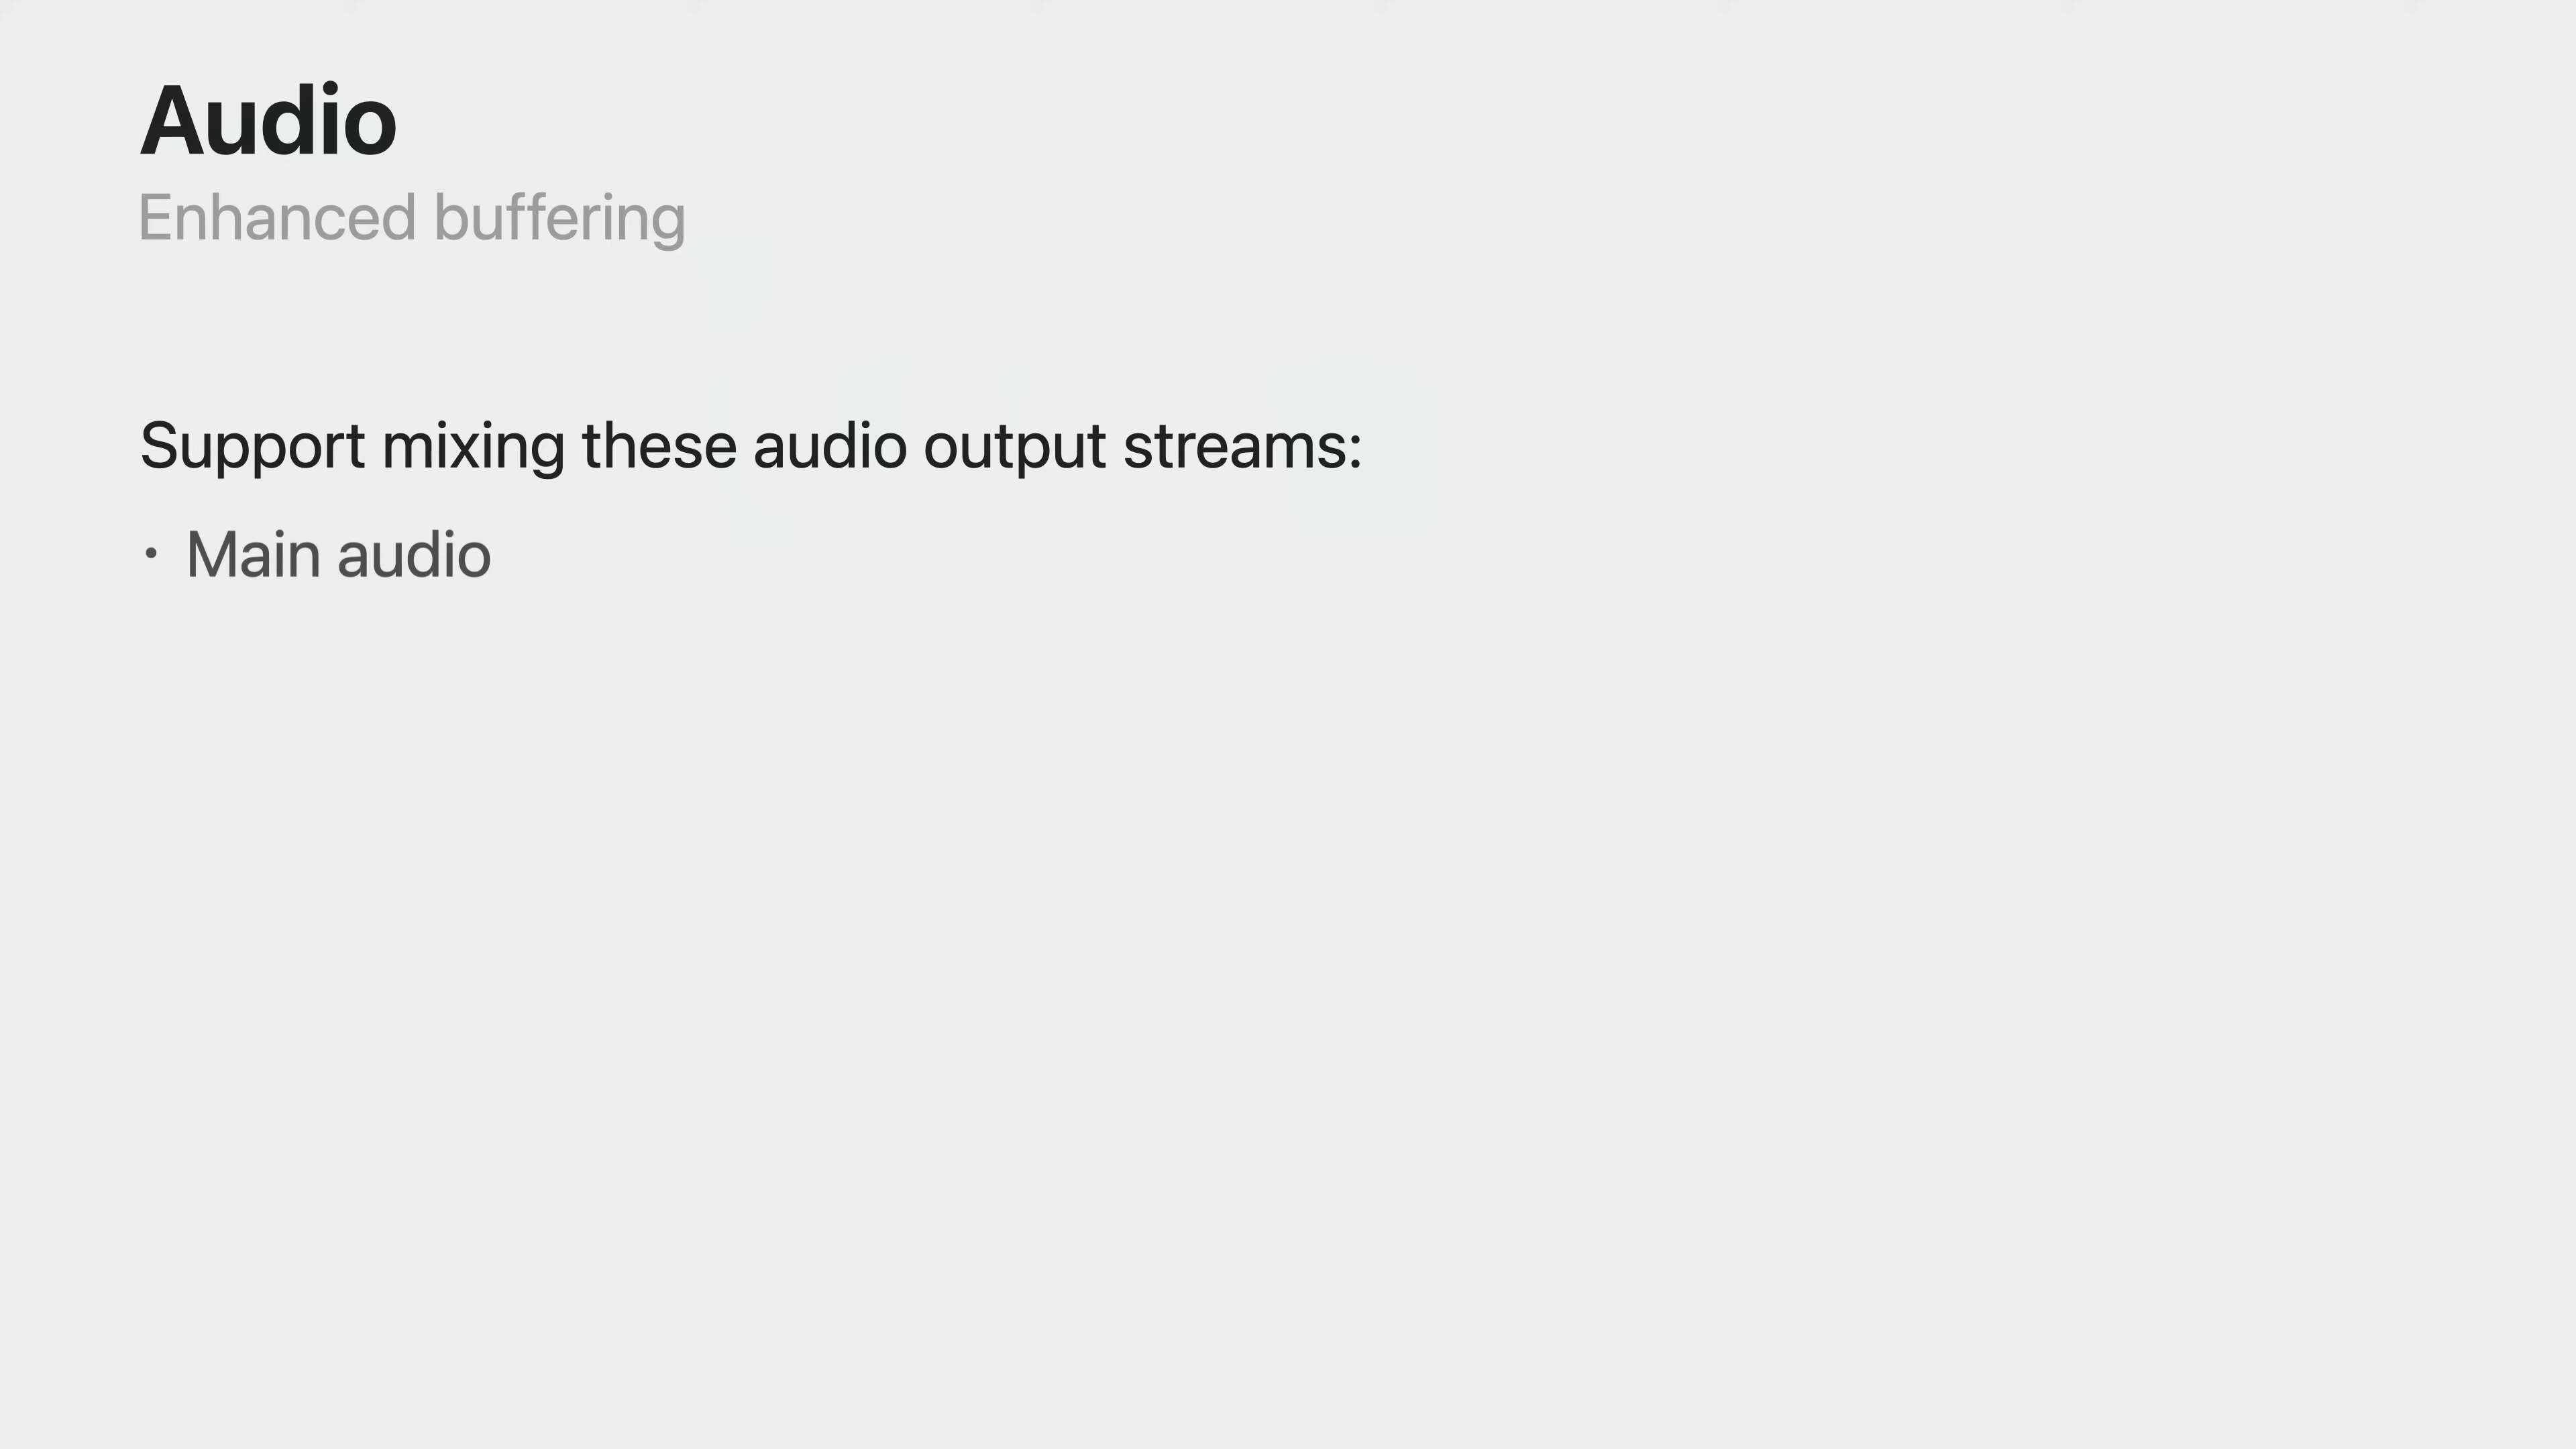 Audio
Enhanced buffering
Support mixing these audio output streams:
• Main audio